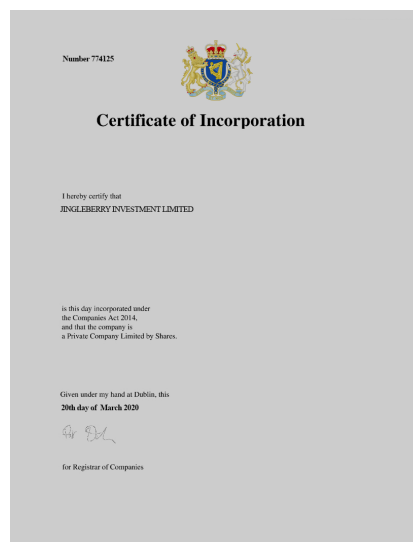 Number 774125
Certificate of Incorporation
I hereby certify that
JINGLEBERRY INVESTMENT LIMITED
is this day incorporated under
the Companies Act 2014,
and that the company is
a Private Company Limited by Shares.
Given under my hand at Dublin, this
20th day of March 2020
for Registrar of Companies